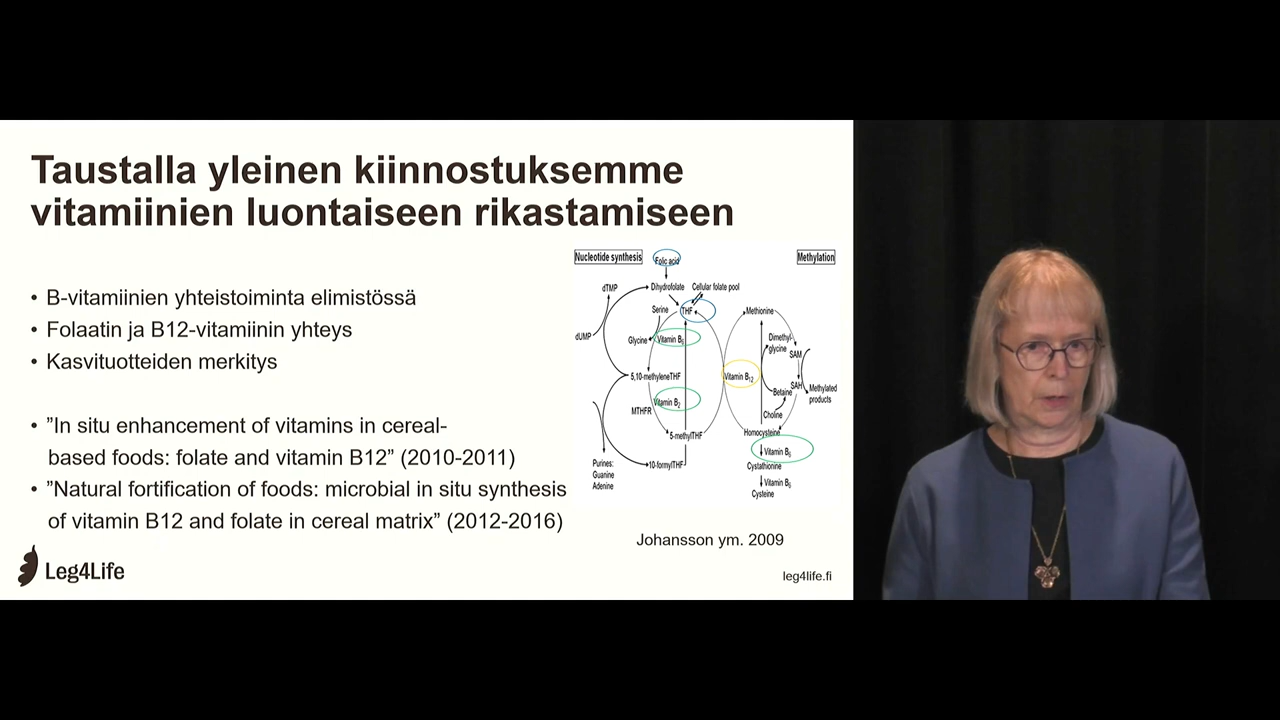 Taustalla yleinen kiinnostuksemme
vitamiinien luontaiseen rikastamiseen
• B-vitamiinien yhteistoiminta elimistössä
• Folaatin ja B12-vitamiinin yhteys
• Kasvituotteiden merkitys
• ”In situ enhancement of vitamins in cereal-
based foods: folate and vitamin B12” (2010-2011)
• ”Natural fortification of foods: microbial in situ synthesis
of vitamin B12 and folate in cereal matrix” (2012-2016)
Nucleotide synthesis
Folic acid
Methylation
dTMP
Dihydrofolate
Cellular folate pool
Serine
THF
Methionine
dUMP
Glycine
Vitamin B6
Dimethyl-
glycine
SAM
5,10-methyleneTHF
Vitamin B12
SAH
Methylated
products
Betaine
Vitamin B2
MTHFR
Choline
5-methylTHF
Homocysteine
Vitamin B6
Purines:
Guanine
Adenine
10-formylTHF
Cystathionine
Vitamin B6
Cysteine
Johansson ym. 2009
Leg4Life
leg4life.fi